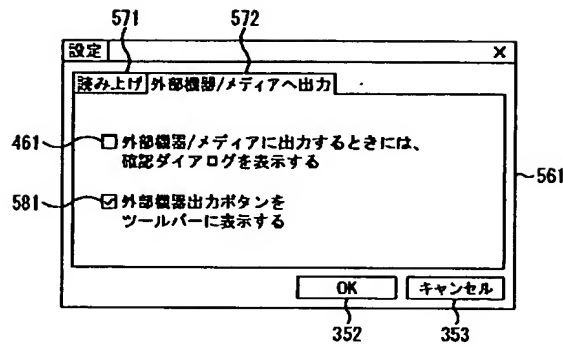 571 572
設定 ×
読み上げ 外部機器/メディアへ出力
461 □外部機器/メディアに出力するときには、
確認ダイアログを表示する
561
581 ☑外部機器出力ボタンを
ツールバーに表示する
OK キャンセル
352 353